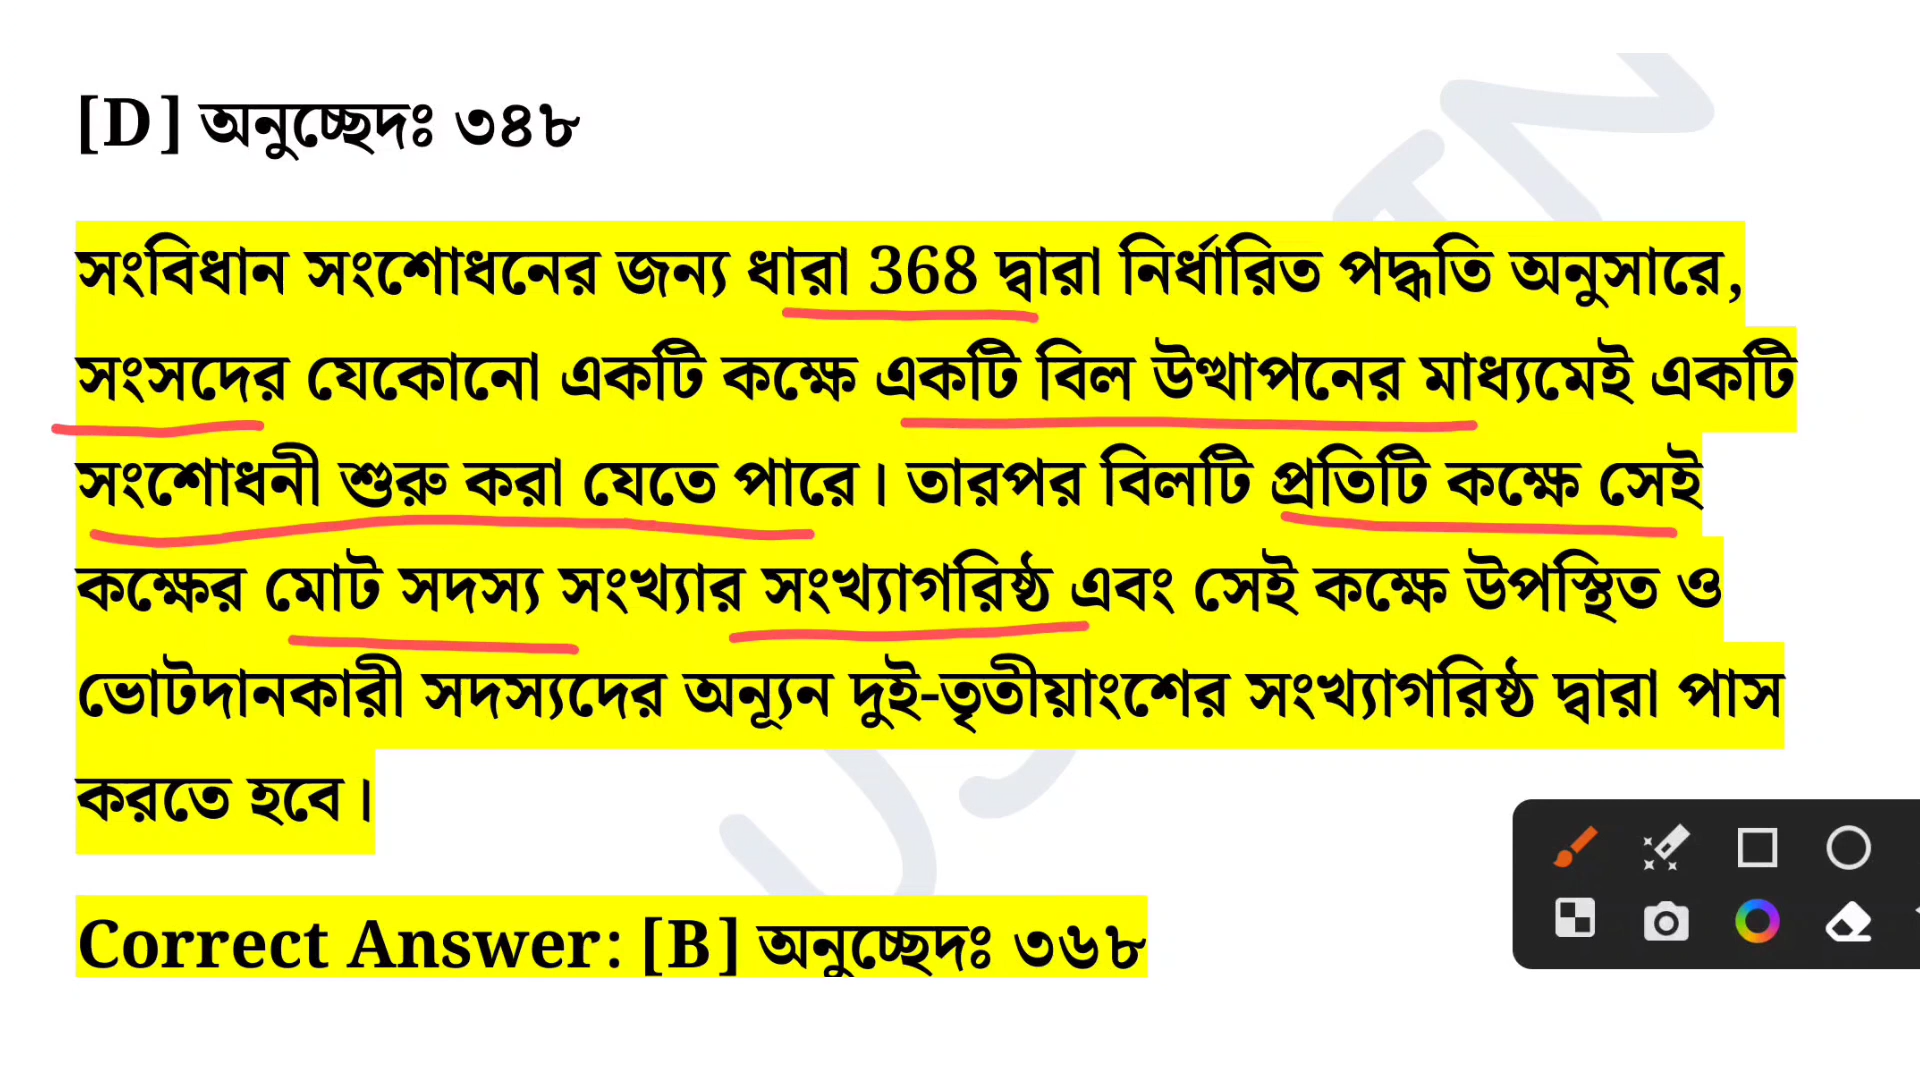 [D] অনুচ্ছেদঃ ৩৪৮
সংবিধান সংশোধনের জন্য ধারা 368 দ্বারা নির্ধারিত পদ্ধতি অনুসারে,
সংসদের যেকোনো একটি কক্ষে একটি বিল উত্থাপনের মাধ্যমেই একটি
সংশোধনী শুরু করা যেতে পারে। তারপর বিলটি প্রতিটি কক্ষে সেই
কক্ষের মোট সদস্য সংখ্যার সংখ্যাগরিষ্ঠ এবং সেই কক্ষে উপস্থিত ও
ভোটদানকারী সদস্যদের অন্যূন দুই-তৃতীয়াংশের সংখ্যাগরিষ্ঠ দ্বারা পাস
করতে হবে।
Correct Answer: [B] অনুচ্ছেদঃ ৩৬৮